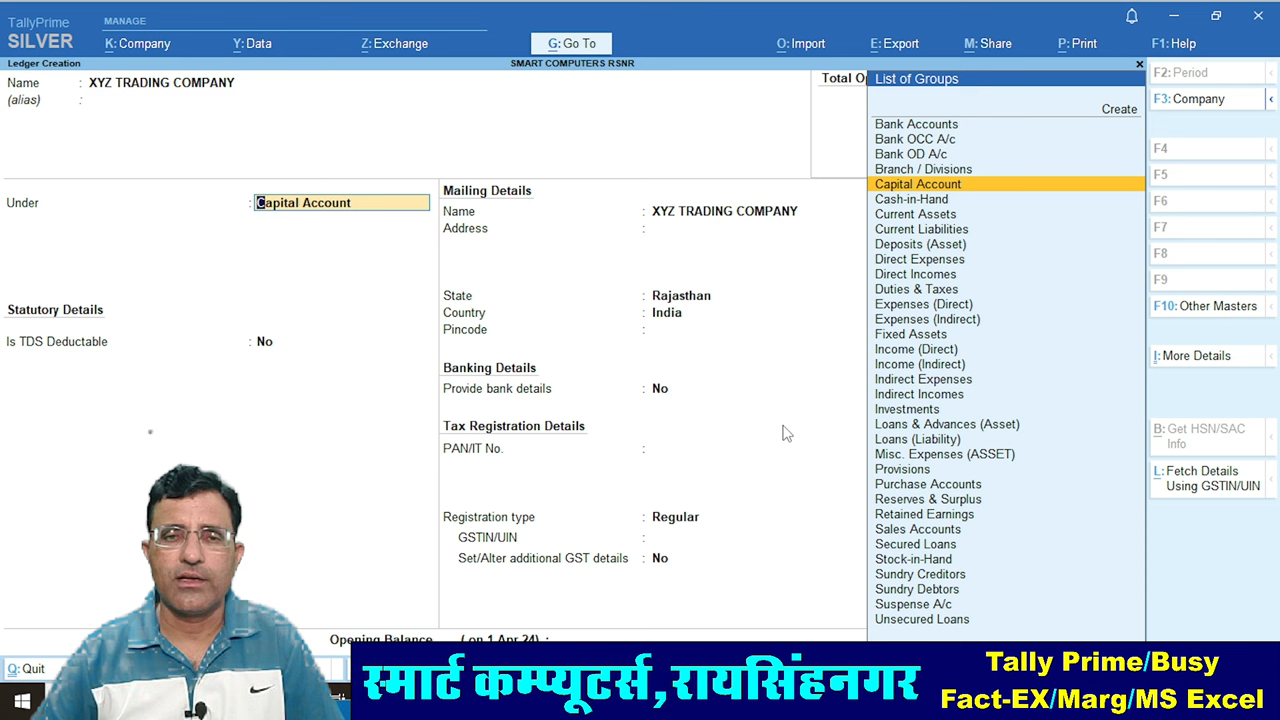 TallyPrime
SILVER
MANAGE
K: Company
Y: Data
Z: Exchange
G: Go To
O: Import
E: Export
M: Share
P: Print
F1: Help
Ledger Creation
SMART COMPUTERS RSNR
Name : XYZ TRADING COMPANY
(alias) :
Total Op
Under : Capital Account
Statutory Details
Is TDS Deductable : No
Mailing Details
Name : XYZ TRADING COMPANY
Address :
State : Rajasthan
Country : India
Pincode :
Banking Details
Provide bank details : No
Tax Registration Details
PAN/IT No. :
Registration type : Regular
GSTIN/UIN :
Set/Alter additional GST details : No
Opening Balance ( on 1 Apr 24) :
List of Groups
Create
Bank Accounts
Bank OCC A/c
Bank OD A/c
Branch / Divisions
Capital Account
Cash-in-Hand
Current Assets
Current Liabilities
Deposits (Asset)
Direct Expenses
Direct Incomes
Duties & Taxes
Expenses (Direct)
Expenses (Indirect)
Fixed Assets
Income (Direct)
Income (Indirect)
Indirect Expenses
Indirect Incomes
Investments
Loans & Advances (Asset)
Loans (Liability)
Misc. Expenses (ASSET)
Provisions
Purchase Accounts
Reserves & Surplus
Retained Earnings
Sales Accounts
Secured Loans
Stock-in-Hand
Sundry Creditors
Sundry Debtors
Suspense A/c
Unsecured Loans
F2: Period
F3: Company
F4
F5
F6
F7
F8
F9
F10: Other Masters
I: More Details
B: Get HSN/SAC
Info
L: Fetch Details
Using GSTIN/UIN
Q: Quit
स्मार्ट कम्प्यूटर्स,रायसिंहनगर
Tally Prime/Busy
Fact-EX/Marg/MS Excel